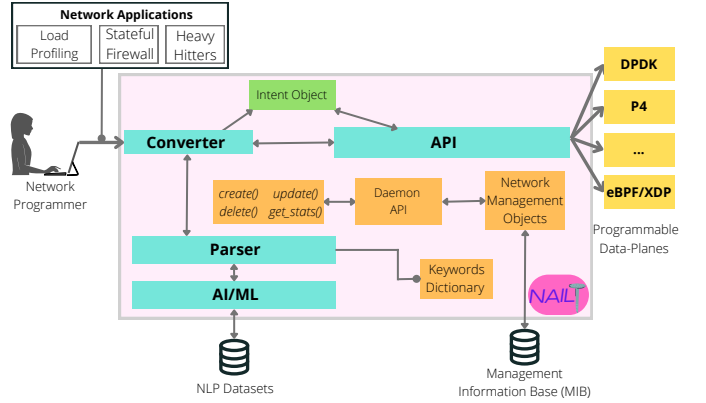 Network Applications
Load
Profiling
Stateful
Firewall
Heavy
Hitters
Intent Object
Converter
API
Network
Programmer
create() update()
delete() get_stats()
Daemon
API
Network
Management
Objects
Parser
AI/ML
Keywords
Dictionary
NAIL
DPDK
P4
...
eBPF/XDP
Programmable
Data-Planes
NLP Datasets
Management
Information Base (MIB)